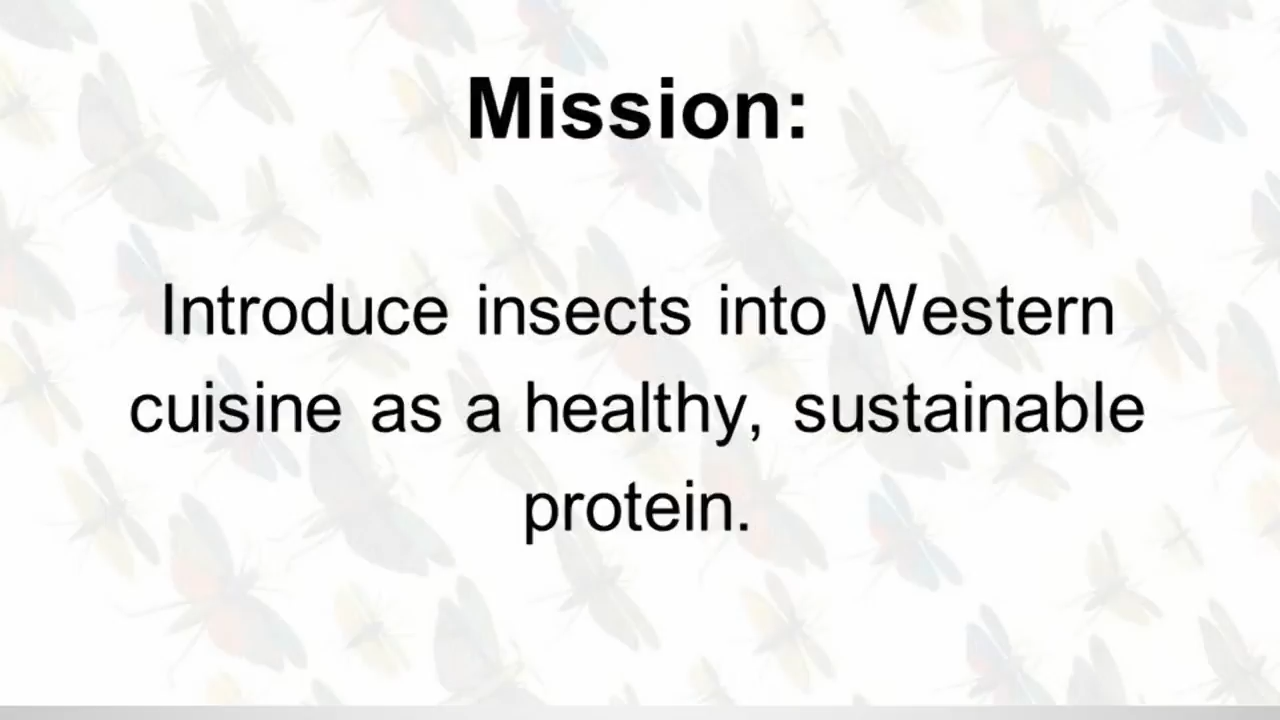 Mission:
Introduce insects into Western
cuisine as a healthy, sustainable
protein.